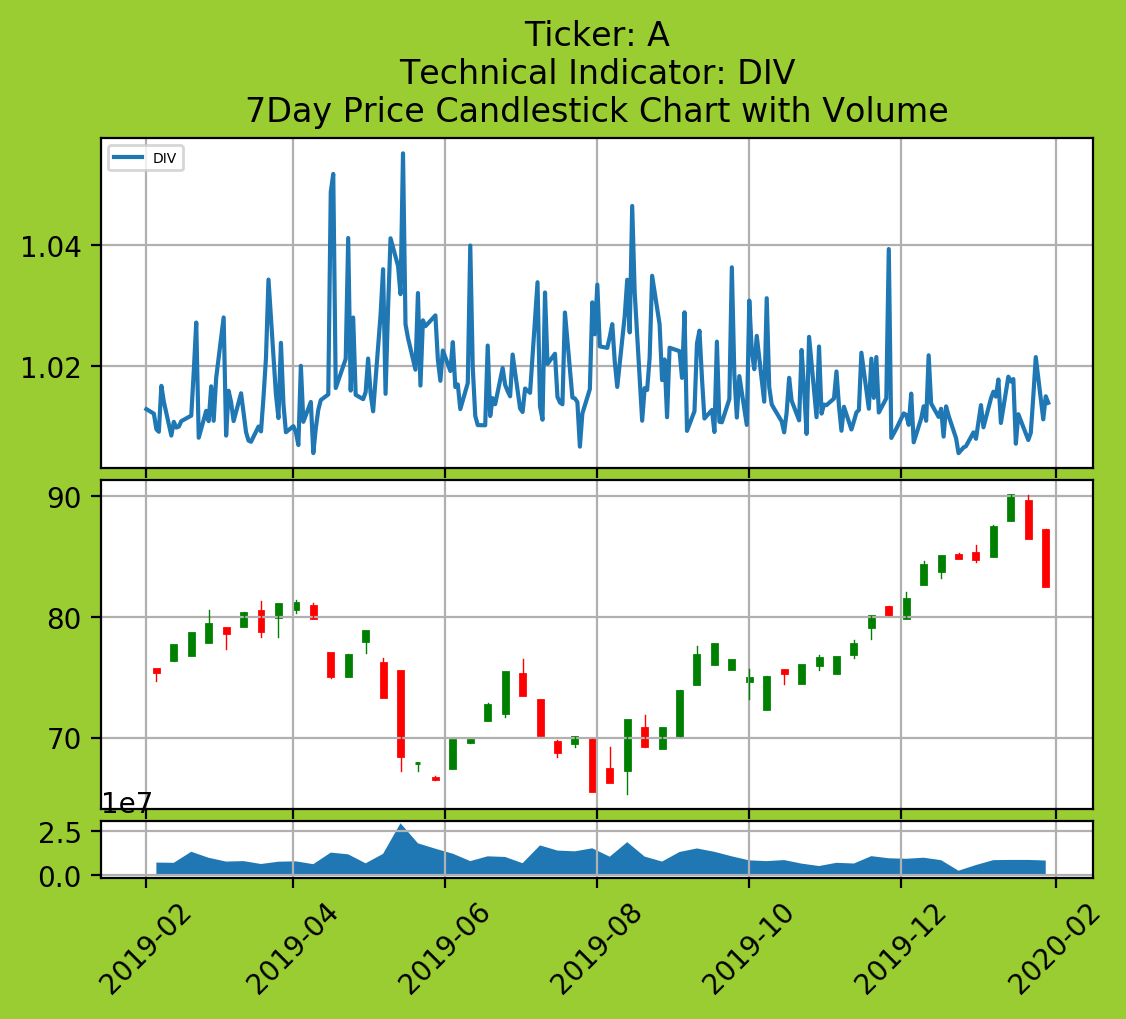 Ticker: A
Technical Indicator: DIV
7Day Price Candlestick Chart with Volume
DIV
1.04
1.02
90
80
70
1e7
2.5
0.0
2019-02
2019-04
2019-06
2019-08
2019-10
2019-12
2020-02